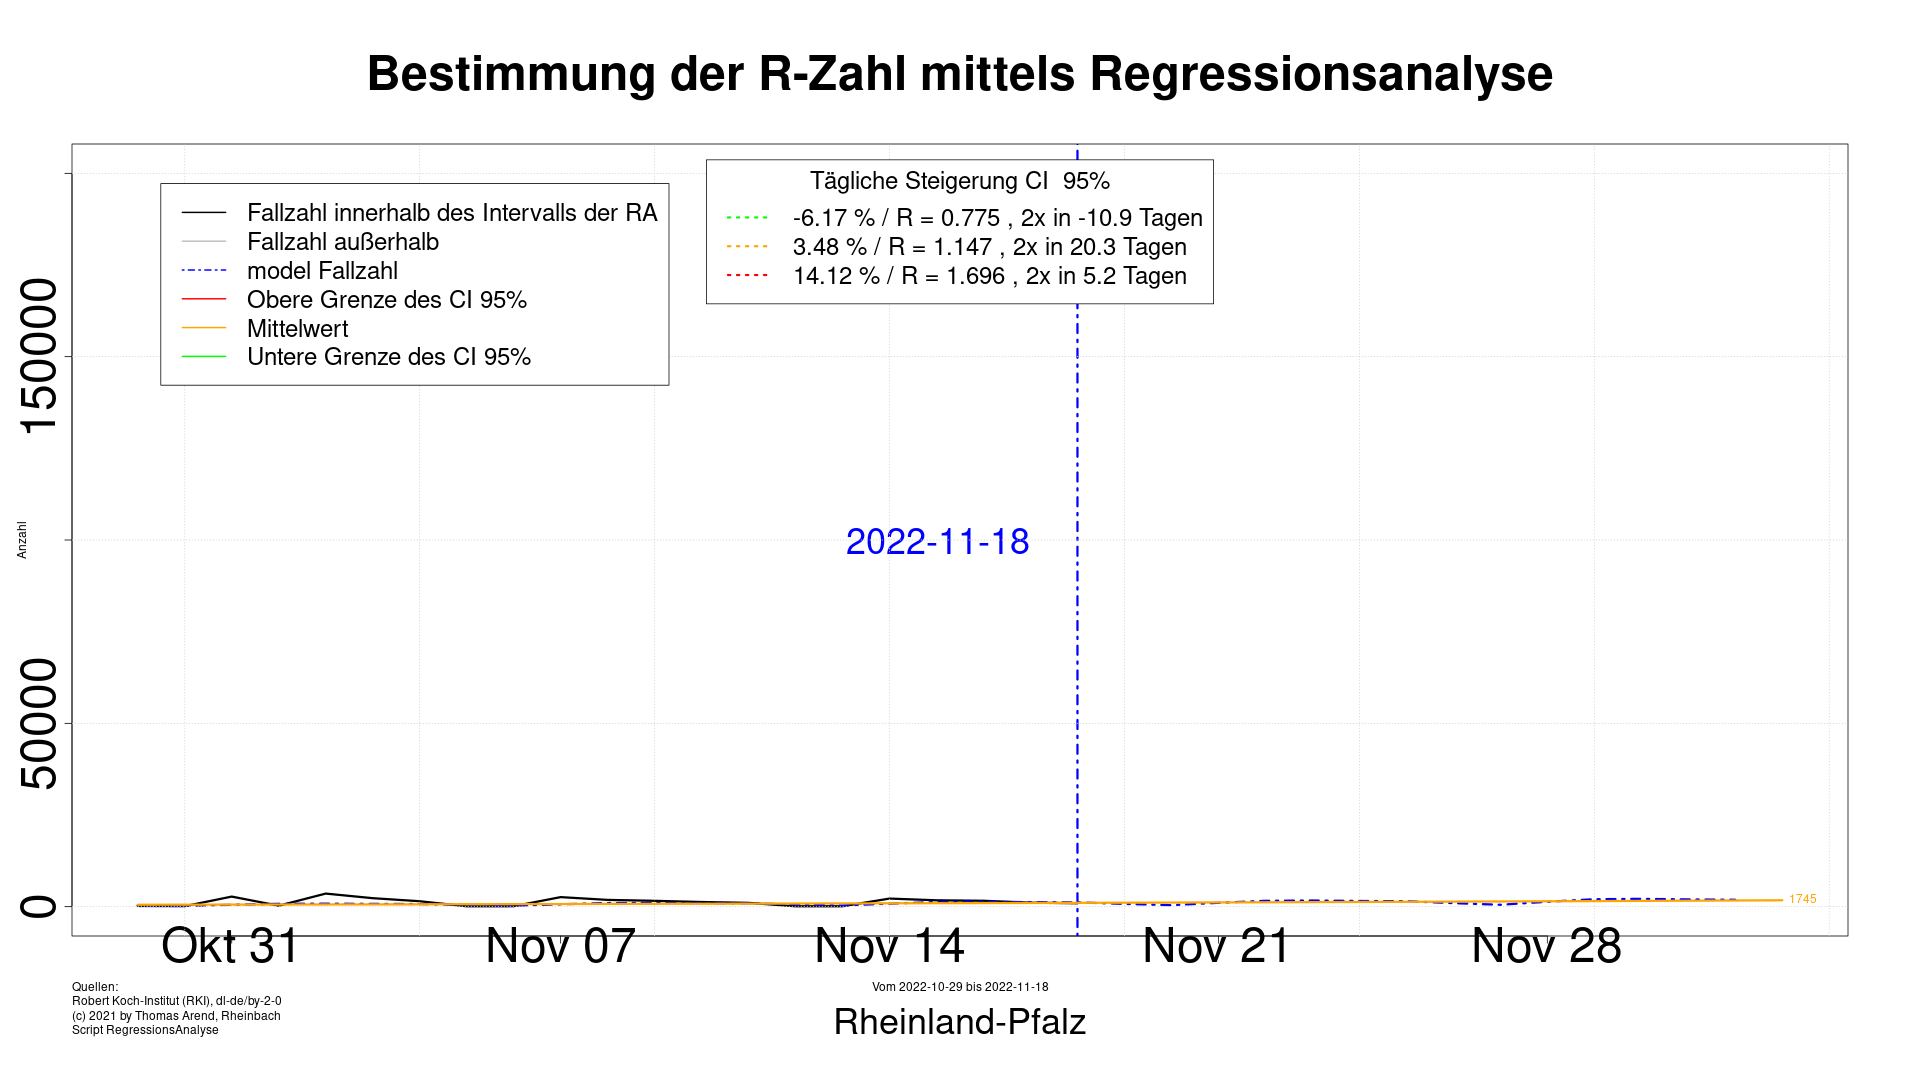 Bestimmung der R-Zahl mittels Regressionsanalyse
Fallzahl innerhalb des Intervalls der RA
Fallzahl außerhalb
model Fallzahl
Obere Grenze des CI 95%
Mittelwert
Untere Grenze des CI 95%
Tägliche Steigerung CI 95%
-6.17 % / R = 0.775 , 2x in -10.9 Tagen
3.48 % / R = 1.147 , 2x in 20.3 Tagen
14.12 % / R = 1.696 , 2x in 5.2 Tagen
150000
50000
0
Anzahl
2022-11-18
1745
Okt 31
Nov 07
Nov 14
Nov 21
Nov 28
Quellen:
Robert Koch-Institut (RKI), dl-de/by-2-0
(c) 2021 by Thomas Arend, Rheinbach
Script RegressionsAnalyse
Vom 2022-10-29 bis 2022-11-18
Rheinland-Pfalz